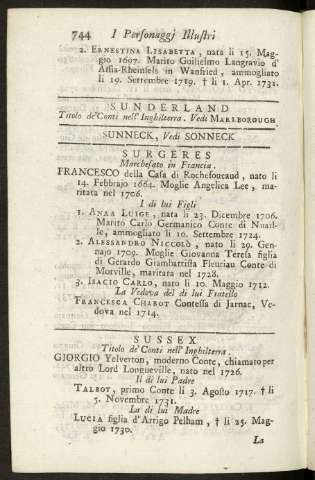 744 I Personaggj Illustri
2. ERNESTINA LISABETTA, nata li 15. Mag-
gio 1697. Marito Guilielmo Langravio d'
Assia-Rheinfels in Wanfried, ammogliato
li 19. Settembre 1719. † li 1. Apr. 1731.
SUNDERLAND
Titolo de' Conti nell' Inghilterra. Vedi MARLBOROUGH
SUNNECK, Vedi SONNECK
SURGERES
Marchesato in Francia.
FRANCESCO della Casa di Rochefoucaud, nato li
14. Febbrajo 1664. Moglie Angelica Lee, ma-
ritata nel 1706.
I di lui Figli
1. ANNA LUIGE, nata li 23. Dicembre 1706.
Marito Carlo Germanico Conte di Nuail-
le, ammogliato li 10. Settembre 1724.
2. ALESSANDRO NICCOLÒ, nato li 29. Gen-
najo 1709. Moglie Giovanna Teresa figlia
di Gerardo Giambattista Fleuriau Conte di
Morville, maritata nel 1728.
3. ISACIO CARLO, nato li 10. Maggio 1712.
La Vedova del di lui Fratello
FRANCESCA CHABOT Contessa di Jarnac, Ve-
dova nel 1714.
SUSSEX
Titolo de' Conti nell' Inghilterra.
GIORGIO Yelverton, moderno Conte, chiamato per
altro Lord Longueville, nato nel 1726.
Il di lui Padre
TALBOT, primo Conte li 3. Agosto 1717. † li
5. Novembre 1731.
La di lui Madre
LUCIA figlia d'Arrigo Pelham, † li 25. Mag-
gio 1730.
La